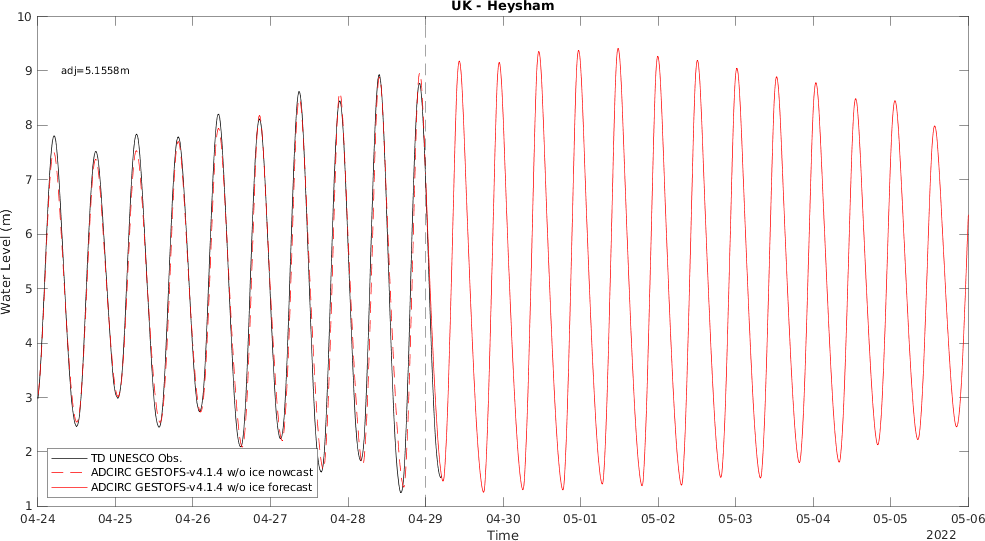 UK - Heysham
10
9
8
7
6
5
4
3
2
1
Water Level (m)
adj=5.1558m
TD UNESCO Obs.
ADCIRC GESTOFS-v4.1.4 w/o ice nowcast
ADCIRC GESTOFS-v4.1.4 w/o ice forecast
04-24 04-25 04-26 04-27 04-28 04-29 04-30 05-01 05-02 05-03 05-04 05-05 05-06
Time
2022